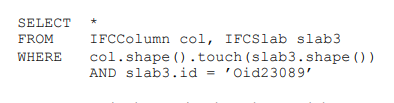 SELECT *
FROM IFCColumn col, IFCSlab slab3
WHERE col.shape().touch(slab3.shape())
AND slab3.id = ’Oid23089’